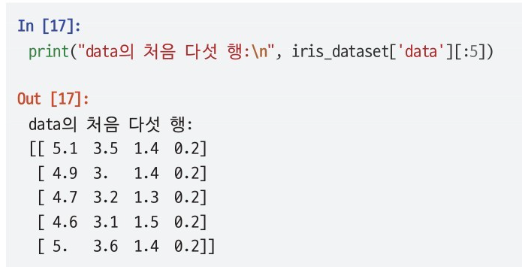 In [17]:
print("data의 처음 다섯 행:\n", iris_dataset['data'][:5])
Out [17]:
data의 처음 다섯 행:
[[ 5.1  3.5  1.4  0.2]
 [ 4.9  3.   1.4  0.2]
 [ 4.7  3.2  1.3  0.2]
 [ 4.6  3.1  1.5  0.2]
 [ 5.   3.6  1.4  0.2]]